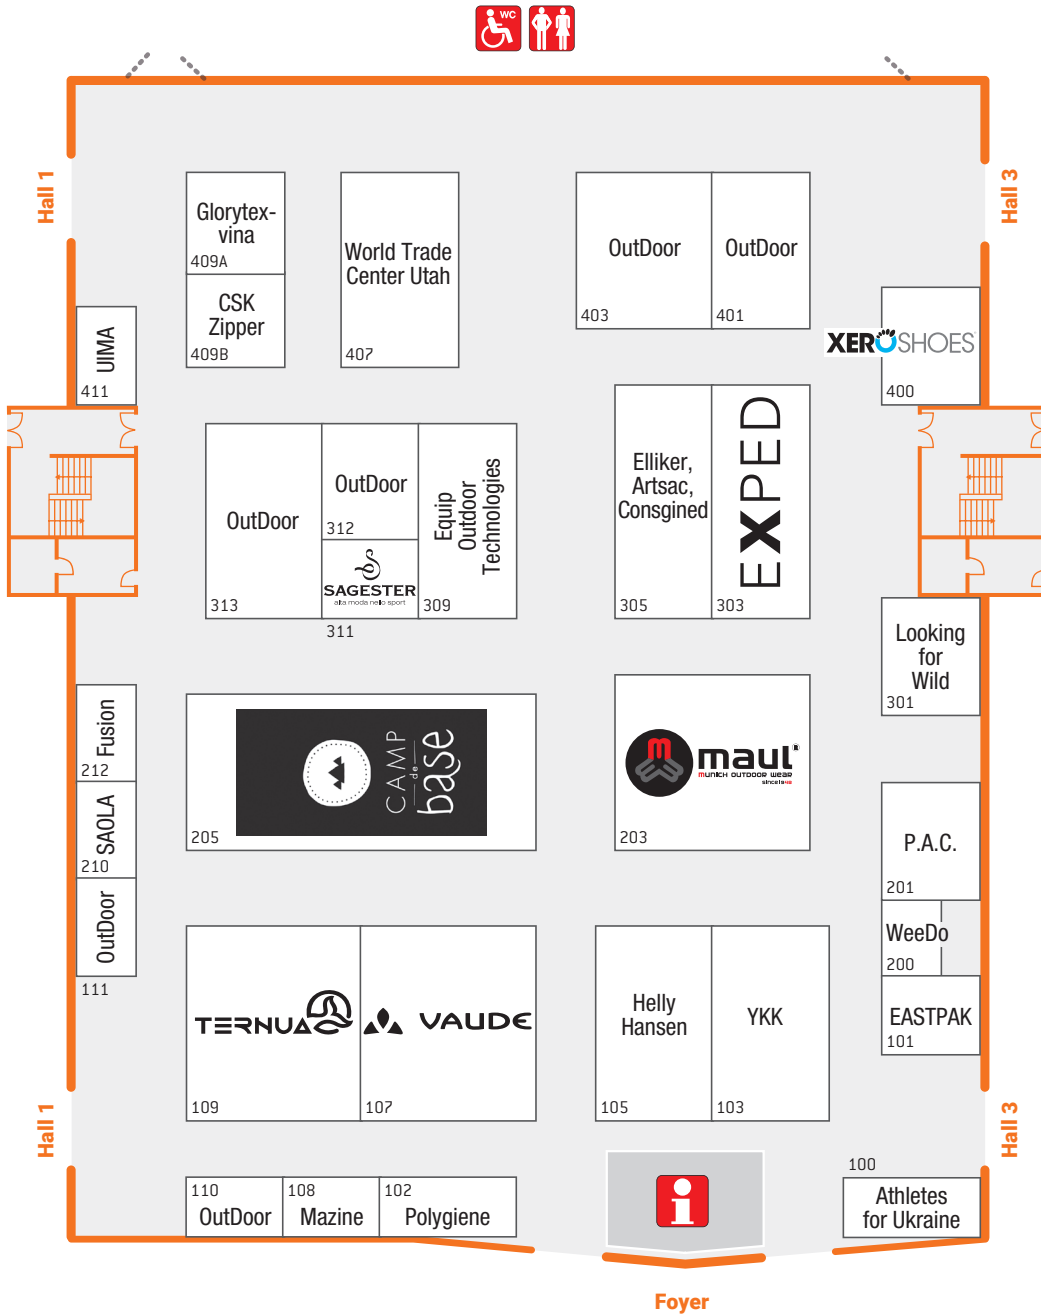 WC
Hall 1
Hall 3
Glorytex-
vina
409A
CSK
Zipper
409B
World Trade
Center Utah
407
OutDoor
403
OutDoor
401
UIMA
411
XEROSHOES
400
OutDoor
313
OutDoor
312
SAGESTER
alta moda nello sport
311
Equip
Outdoor
Technologies
309
Elliker,
Artsac,
Consgined
305
EXPED
303
Looking
for
Wild
301
Fusion
212
SAOLA
210
OutDoor
111
CAMP
de
base
205
maul®
MUNICH OUTDOOR WEAR
since1948
203
P.A.C.
201
WeeDo
200
EASTPAK
101
TERNUA
109
VAUDE
107
Helly
Hansen
105
YKK
103
Hall 1
Hall 3
110
OutDoor
108
Mazine
102
Polygiene
i
100
Athletes
for Ukraine
Foyer